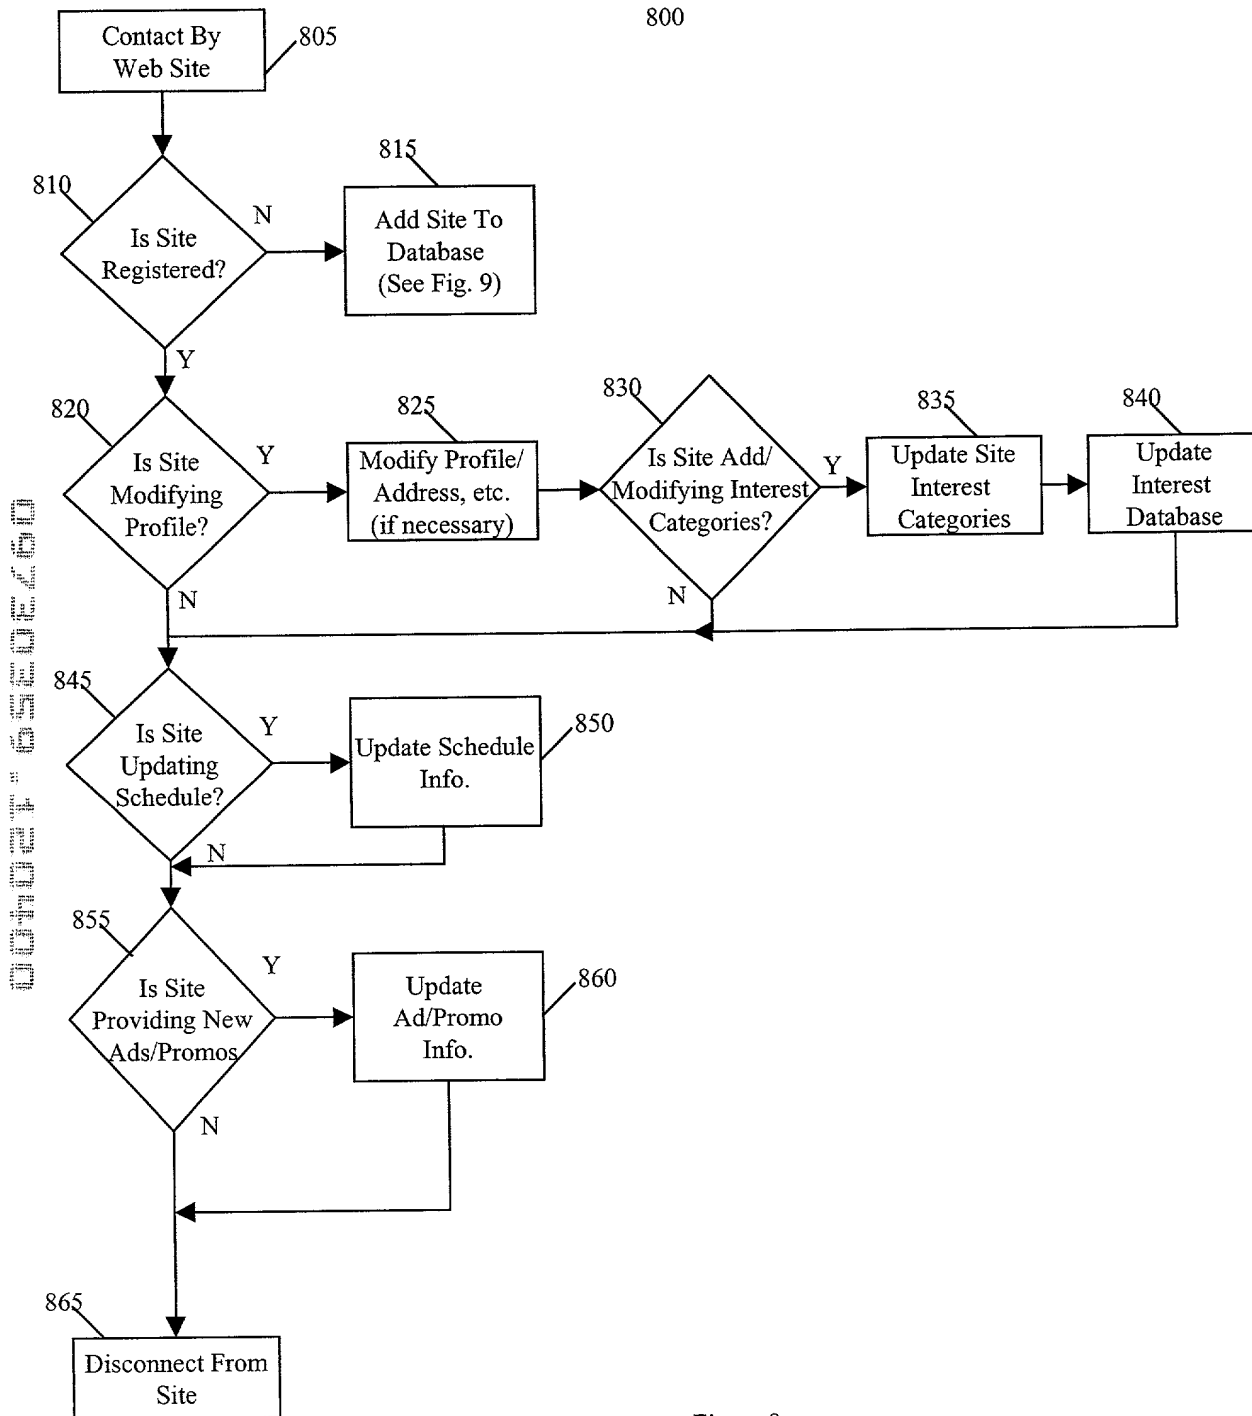 800
Contact By
Web Site
805
810
Is Site
Registered?
N
Y
815
Add Site To
Database
(See Fig. 9)
820
Is Site
Modifying
Profile?
Y
N
825
Modify Profile/
Address, etc.
(if necessary)
830
Is Site Add/
Modifying Interest
Categories?
Y
N
835
Update Site
Interest
Categories
840
Update
Interest
Database
845
Is Site
Updating
Schedule?
Y
N
850
Update Schedule
Info.
855
Is Site
Providing New
Ads/Promos
Y
N
860
Update
Ad/Promo
Info.
865
Disconnect From
Site